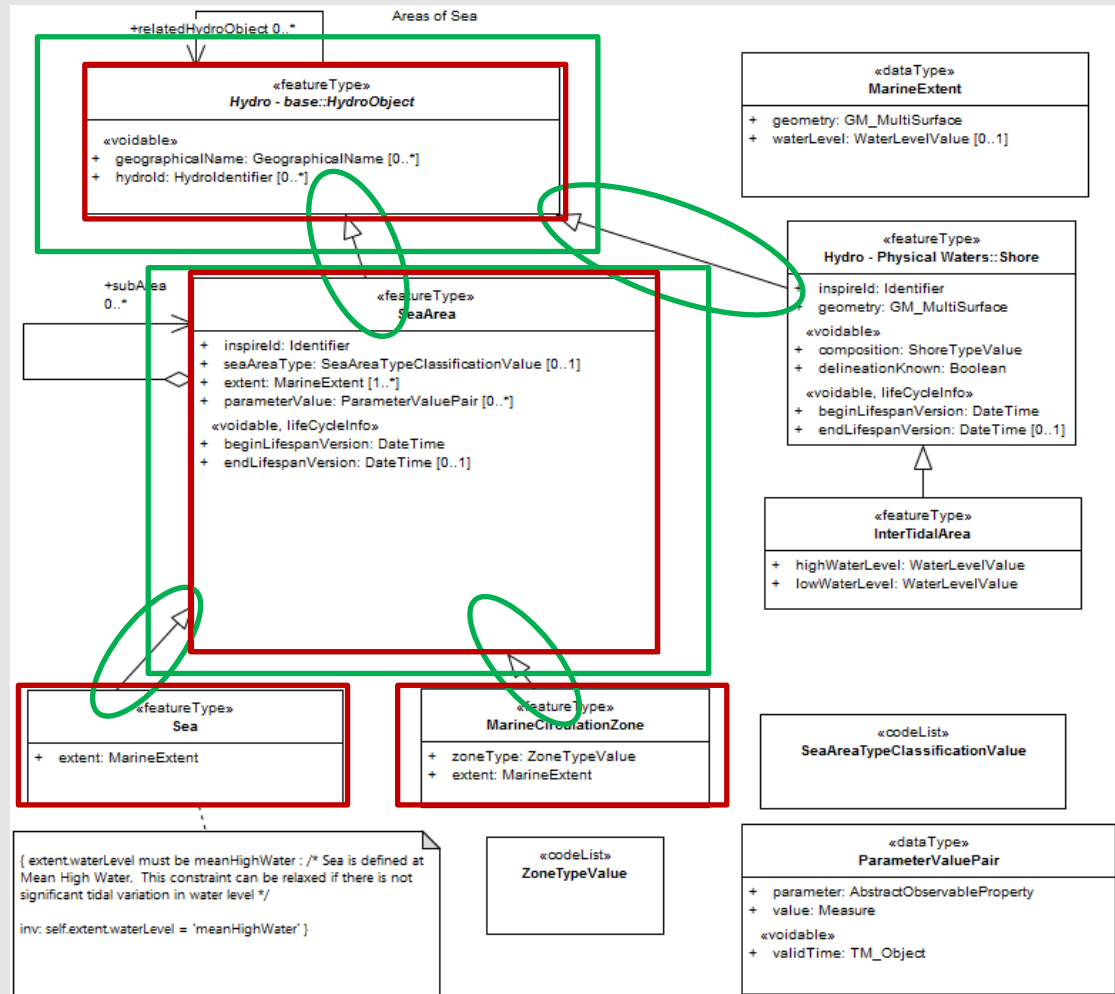 Areas of Sea
+relatedHydroObject 0..*
«featureType»
Hydro - base::HydroObject
«voidable»
+ geographicalName: GeographicalName [0..*]
+ hydroId: HydroIdentifier [0..*]
«dataType»
MarineExtent
+ geometry: GM_MultiSurface
+ waterLevel: WaterLevelValue [0..1]
«featureType»
Hydro - Physical Waters::Shore
+ inspireId: Identifier
+ geometry: GM_MultiSurface
«voidable»
+ composition: ShoreTypeValue
+ delineationKnown: Boolean
«voidable, lifeCycleInfo»
+ beginLifespanVersion: DateTime
+ endLifespanVersion: DateTime [0..1]
+subArea
0..*
«featureType»
SeaArea
+ inspireId: Identifier
+ seaAreaType: SeaAreaTypeClassificationValue [0..1]
+ extent: MarineExtent [1..*]
+ parameterValue: ParameterValuePair [0..*]
«voidable, lifeCycleInfo»
+ beginLifespanVersion: DateTime
+ endLifespanVersion: DateTime [0..1]
«featureType»
InterTidalArea
+ highWaterLevel: WaterLevelValue
+ lowWaterLevel: WaterLevelValue
«featureType»
Sea
+ extent: MarineExtent
«featureType»
MarineCirculationZone
+ zoneType: ZoneTypeValue
+ extent: MarineExtent
«codeList»
SeaAreaTypeClassificationValue
{ extent.waterLevel must be meanHighWater : /* Sea is defined at
Mean High Water. This constraint can be relaxed if there is not
significant tidal variation in water level */
inv: self.extent.waterLevel = 'meanHighWater' }
«codeList»
ZoneTypeValue
«dataType»
ParameterValuePair
+ parameter: AbstractObservableProperty
+ value: Measure
«voidable»
+ validTime: TM_Object